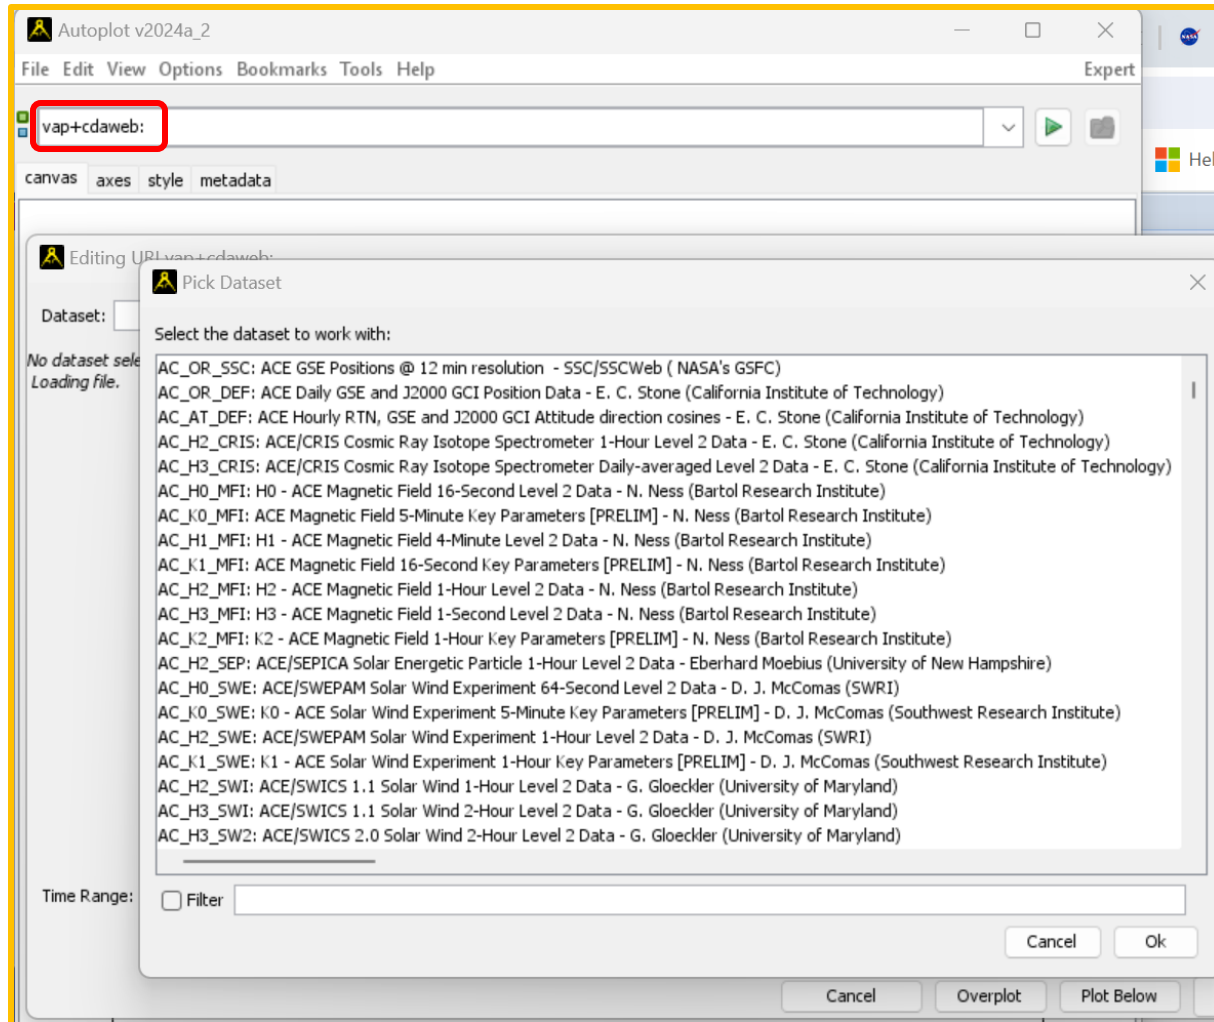 Autoplot v2024a_2
File Edit View Options Bookmarks Tools Help Expert
vap+cdaweb:
Hel
canvas axes style metadata
Editing URI vap+cdaweb:
Pick Dataset
Dataset:
Select the dataset to work with:
No dataset sele
Loading file.
AC_OR_SSC: ACE GSE Positions @ 12 min resolution - SSC/SSCWeb ( NASA's GSFC)
AC_OR_DEF: ACE Daily GSE and J2000 GCI Position Data - E. C. Stone (California Institute of Technology)
AC_AT_DEF: ACE Hourly RTN, GSE and J2000 GCI Attitude direction cosines - E. C. Stone (California Institute of Technology)
AC_H2_CRIS: ACE/CRIS Cosmic Ray Isotope Spectrometer 1-Hour Level 2 Data - E. C. Stone (California Institute of Technology)
AC_H3_CRIS: ACE/CRIS Cosmic Ray Isotope Spectrometer Daily-averaged Level 2 Data - E. C. Stone (California Institute of Technology)
AC_H0_MFI: H0 - ACE Magnetic Field 16-Second Level 2 Data - N. Ness (Bartol Research Institute)
AC_K0_MFI: ACE Magnetic Field 5-Minute Key Parameters [PRELIM] - N. Ness (Bartol Research Institute)
AC_H1_MFI: H1 - ACE Magnetic Field 4-Minute Level 2 Data - N. Ness (Bartol Research Institute)
AC_K1_MFI: ACE Magnetic Field 16-Second Key Parameters [PRELIM] - N. Ness (Bartol Research Institute)
AC_H2_MFI: H2 - ACE Magnetic Field 1-Hour Level 2 Data - N. Ness (Bartol Research Institute)
AC_H3_MFI: H3 - ACE Magnetic Field 1-Second Level 2 Data - N. Ness (Bartol Research Institute)
AC_K2_MFI: K2 - ACE Magnetic Field 1-Hour Key Parameters [PRELIM] - N. Ness (Bartol Research Institute)
AC_H2_SEP: ACE/SEPICA Solar Energetic Particle 1-Hour Level 2 Data - Eberhard Moebius (University of New Hampshire)
AC_H0_SWE: ACE/SWEPAM Solar Wind Experiment 64-Second Level 2 Data - D. J. McComas (SWRI)
AC_K0_SWE: K0 - ACE Solar Wind Experiment 5-Minute Key Parameters [PRELIM] - D. J. McComas (Southwest Research Institute)
AC_H2_SWE: ACE/SWEPAM Solar Wind Experiment 1-Hour Level 2 Data - D. J. McComas (SWRI)
AC_K1_SWE: K1 - ACE Solar Wind Experiment 1-Hour Key Parameters [PRELIM] - D. J. McComas (Southwest Research Institute)
AC_H2_SWI: ACE/SWICS 1.1 Solar Wind 1-Hour Level 2 Data - G. Gloeckler (University of Maryland)
AC_H3_SWI: ACE/SWICS 1.1 Solar Wind 2-Hour Level 2 Data - G. Gloeckler (University of Maryland)
AC_H3_SW2: ACE/SWICS 2.0 Solar Wind 2-Hour Level 2 Data - G. Gloeckler (University of Maryland)
Time Range:
Filter
Cancel Ok
Cancel Overplot Plot Below